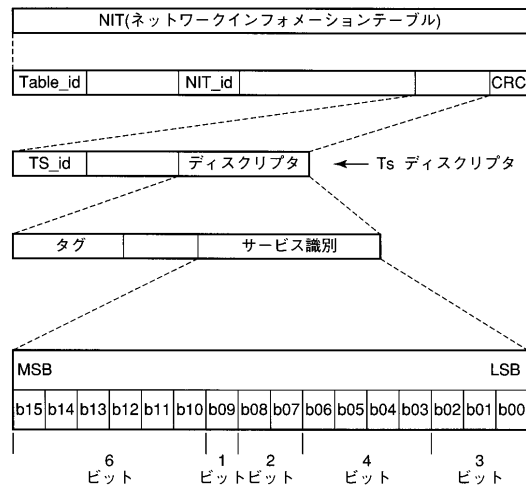 NIT(ネットワークインフォメーションテーブル)
Table_id NIT_id CRC
TS_id ディスクリプタ ← Ts ディスクリプタ
タグ サービス識別
MSB LSB
b15 b14 b13 b12 b11 b10 b09 b08 b07 b06 b05 b04 b03 b02 b01 b00
6 1 2 4 3
ビット ビット ビット ビット ビット